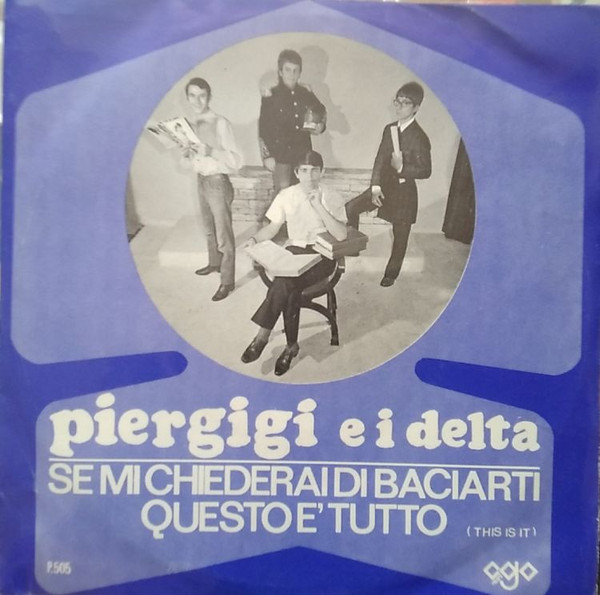 piergigi e i delta
SE MI CHIEDERAI DI BACIARTI
QUESTO E' TUTTO (THIS IS IT)
P.505